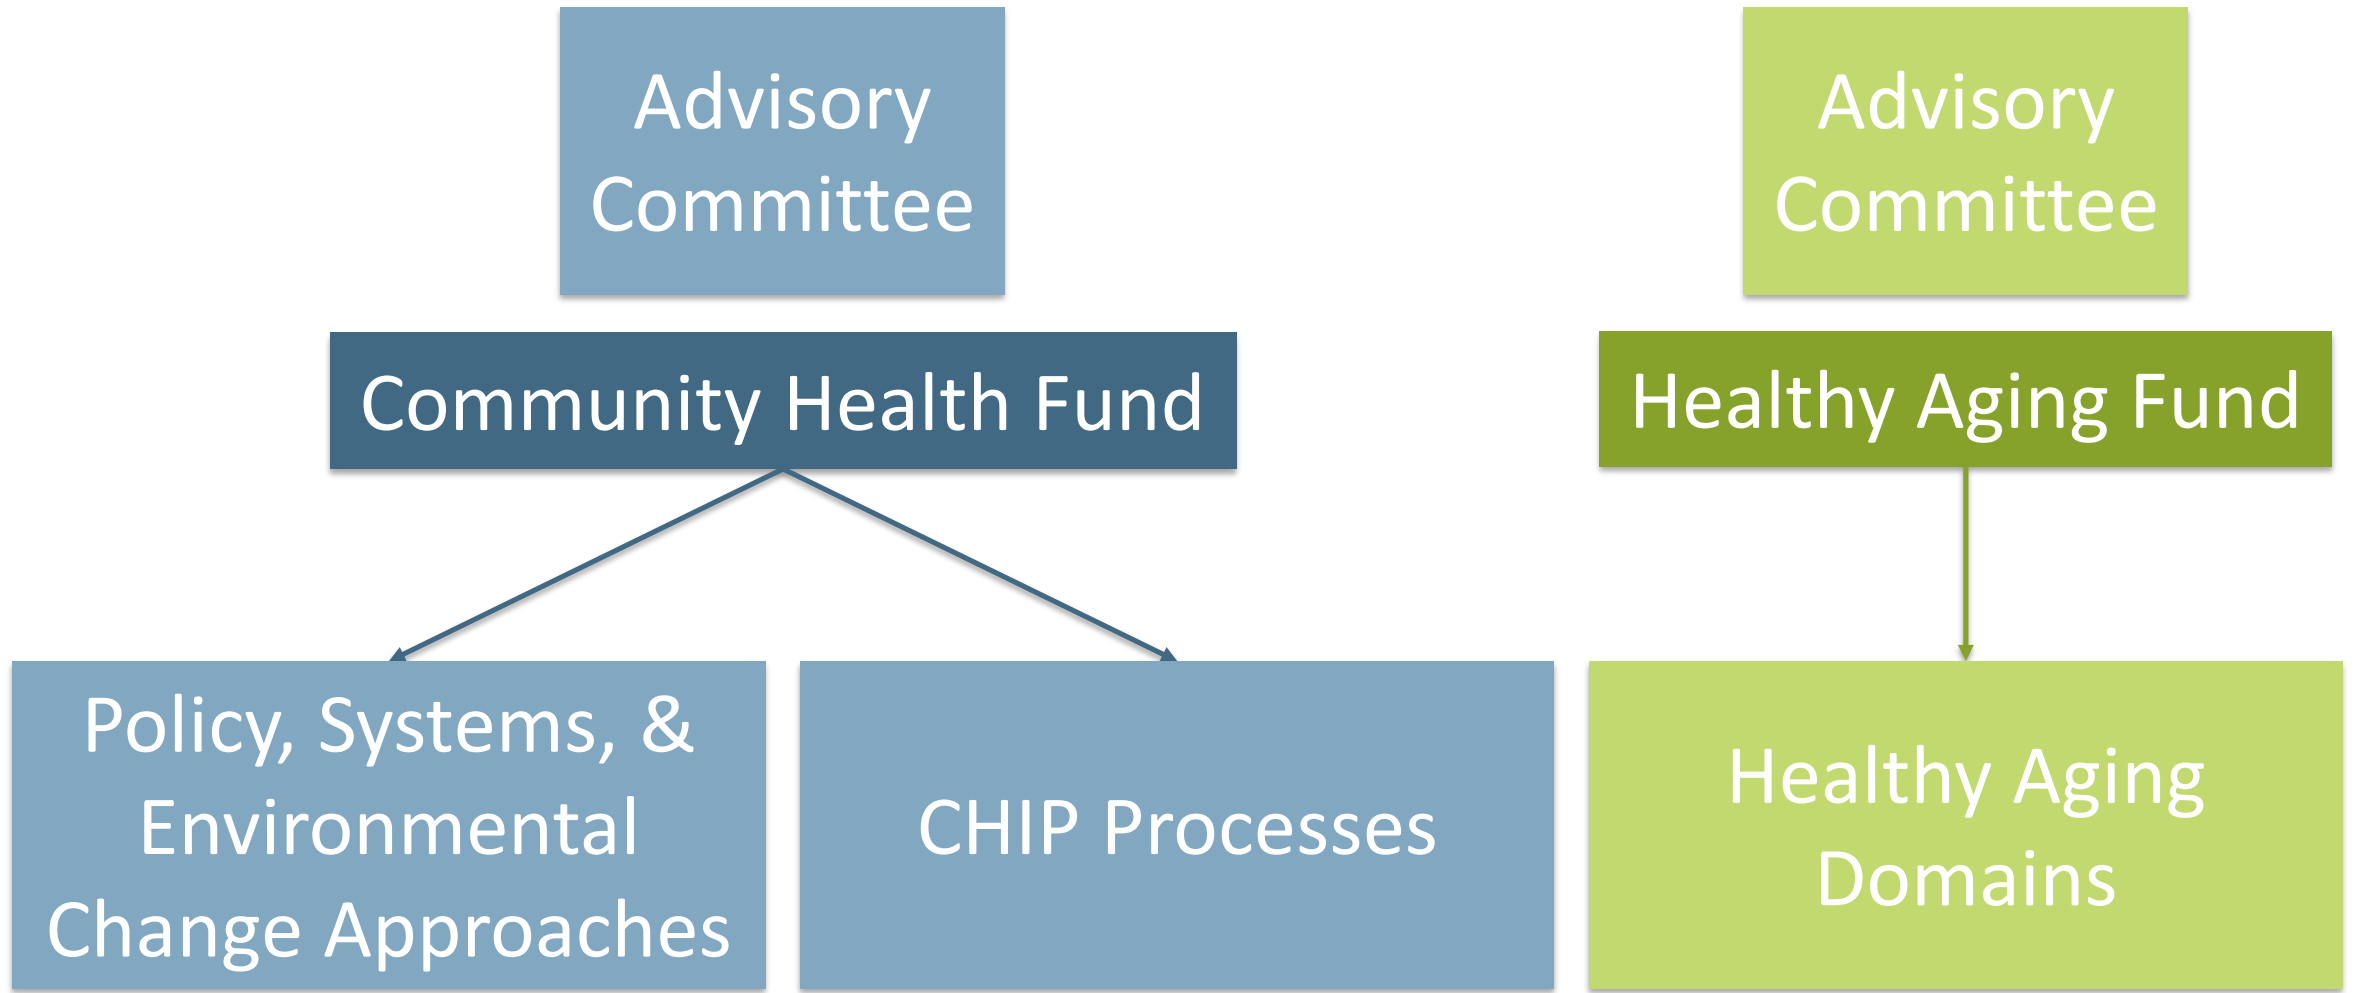 Advisory
Committee
Advisory
Committee
Community Health Fund
Healthy Aging Fund
Policy, Systems, &
Environmental
Change Approaches
CHIP Processes
Healthy Aging
Domains